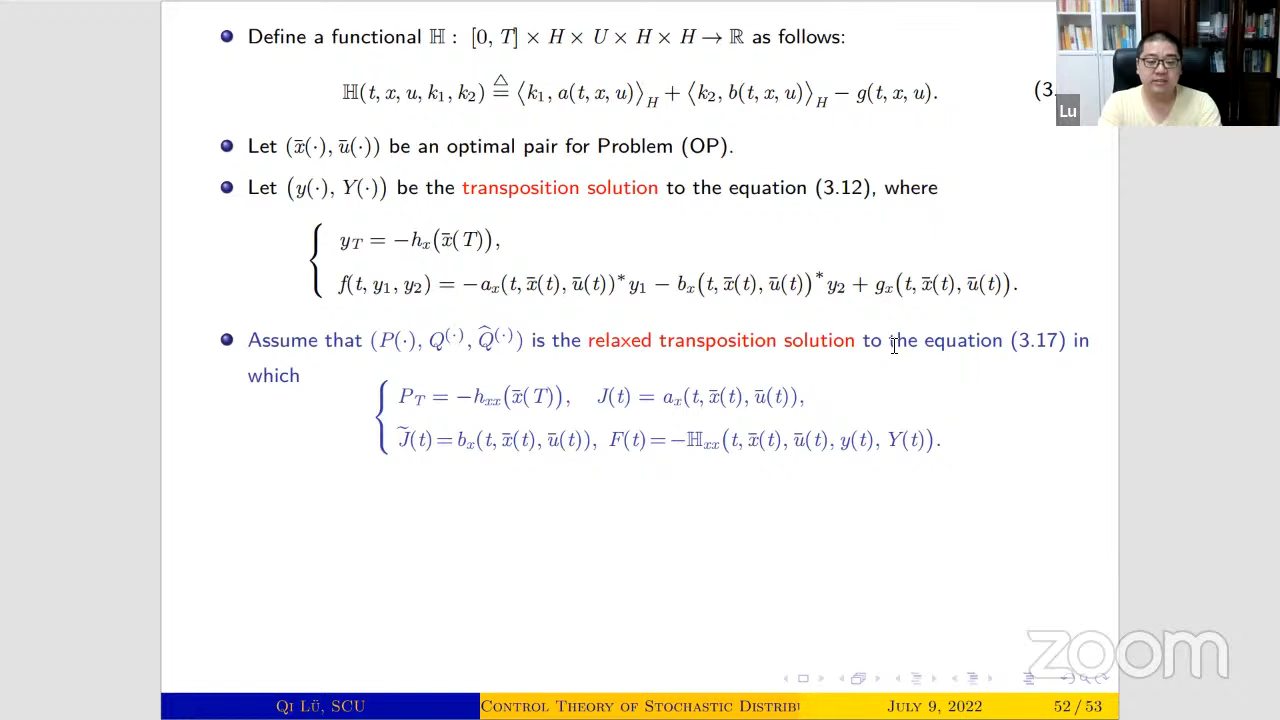 Define a functional ℍ : [0, T] × H × U × H × H → ℝ as follows:
ℍ(t, x, u, k₁, k₂) ≜ ⟨k₁, a(t, x, u)⟩_H + ⟨k₂, b(t, x, u)⟩_H − g(t, x, u). (3.
Lu
Let (x̄(·), ū(·)) be an optimal pair for Problem (OP).
Let (y(·), Y(·)) be the transposition solution to the equation (3.12), where
y_T = −h_x(x̄(T)),
f(t, y₁, y₂) = −a_x(t, x̄(t), ū(t))* y₁ − b_x(t, x̄(t), ū(t))* y₂ + g_x(t, x̄(t), ū(t)).
Assume that (P(·), Q^(·), Q̂^(·)) is the relaxed transposition solution to the equation (3.17) in
which
P_T = −h_xx(x̄(T)), J(t) = a_x(t, x̄(t), ū(t)),
J̃(t) = b_x(t, x̄(t), ū(t)), F(t) = −ℍ_xx(t, x̄(t), ū(t), y(t), Y(t)).
zoom
Qi Lü, SCU Control Theory of Stochastic Distribu July 9, 2022 52 / 53